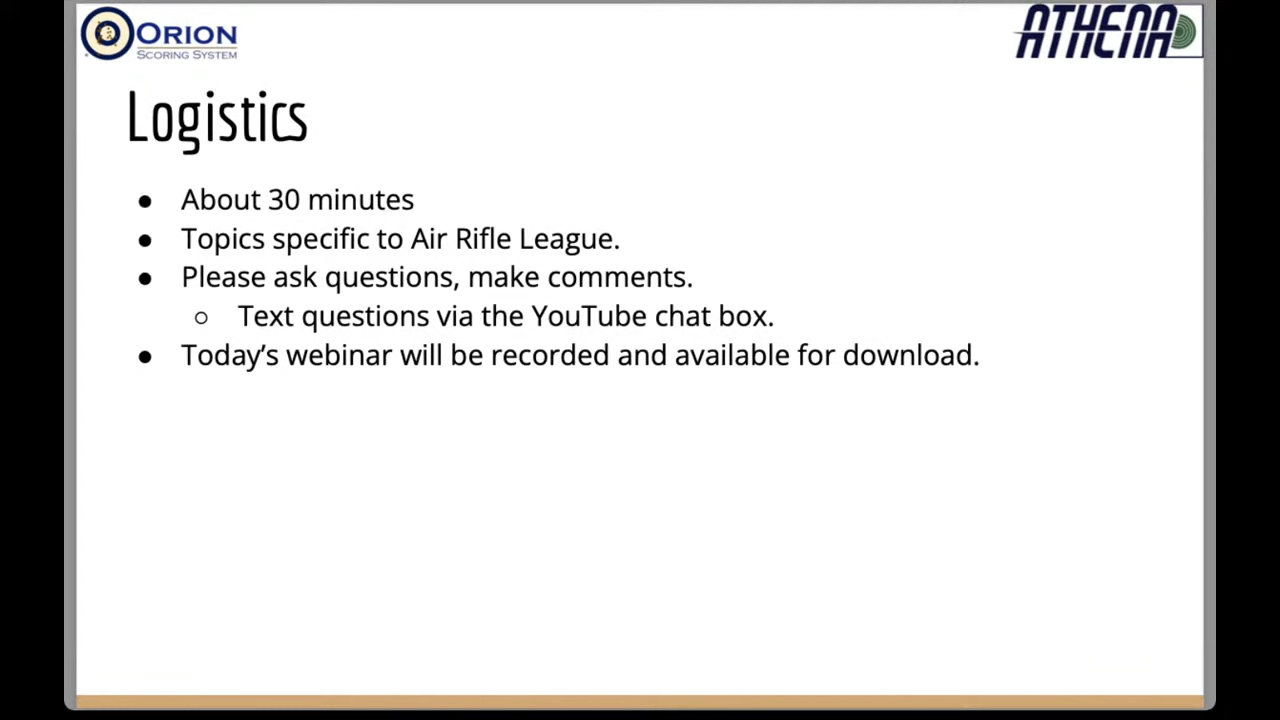 ORION
SCORING SYSTEM
ATHENA
Logistics
● About 30 minutes
● Topics specific to Air Rifle League.
● Please ask questions, make comments.
○ Text questions via the YouTube chat box.
● Today’s webinar will be recorded and available for download.